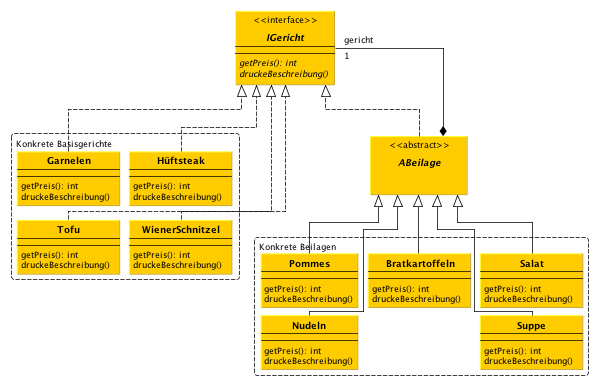 <<interface>>
IGericht
getPreis(): int
druckeBeschreibung()
gericht
1
<<abstract>>
ABeilage
Konkrete Basisgerichte
Garnelen
getPreis(): int
druckeBeschreibung()
Hüftsteak
getPreis(): int
druckeBeschreibung()
Tofu
getPreis(): int
druckeBeschreibung()
WienerSchnitzel
getPreis(): int
druckeBeschreibung()
Konkrete Beilagen
Pommes
getPreis(): int
druckeBeschreibung()
Bratkartoffeln
getPreis(): int
druckeBeschreibung()
Salat
getPreis(): int
druckeBeschreibung()
Nudeln
getPreis(): int
druckeBeschreibung()
Suppe
getPreis(): int
druckeBeschreibung()